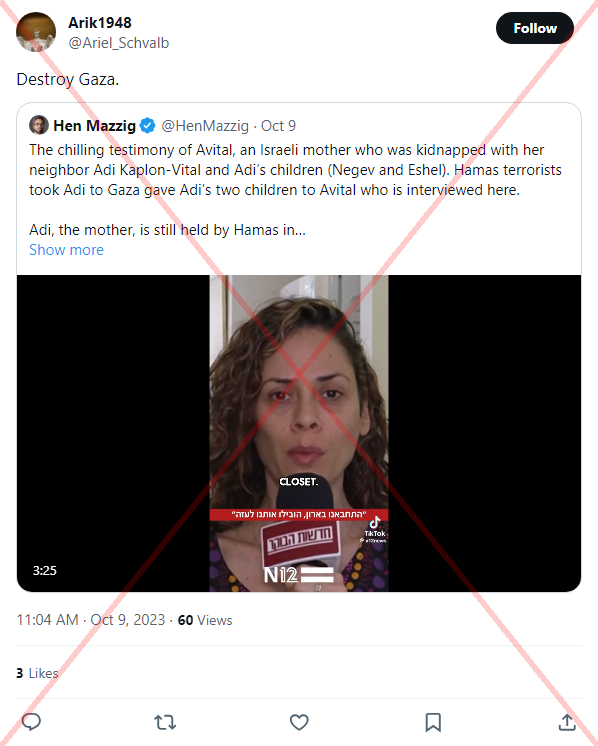 Arik1948
@Ariel_Schvalb
Follow
Destroy Gaza.
Hen Mazzig @HenMazzig · Oct 9
The chilling testimony of Avital, an Israeli mother who was kidnapped with her
neighbor Adi Kaplon-Vital and Adi's children (Negev and Eshel). Hamas terrorists
took Adi to Gaza gave Adi's two children to Avital who is interviewed here.
Adi, the mother, is still held by Hamas in...
Show more
CLOSET.
"התחבאנו בארון, הובילו אותנו לעזה"
TikTok
@n12news
חדשות הבוקר
N12
3:25
11:04 AM · Oct 9, 2023 · 60 Views
3 Likes